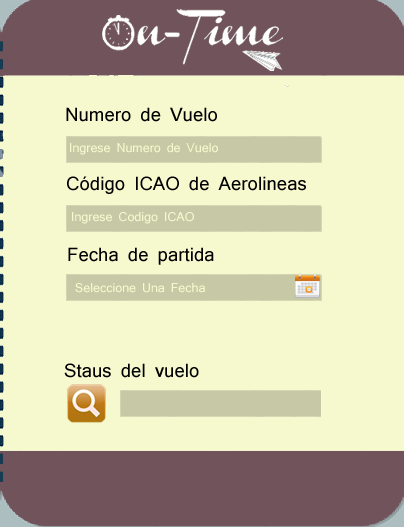 On-Time
Numero de Vuelo
Ingrese Numero de Vuelo
Código ICAO de Aerolineas
Ingrese Codigo ICAO
Fecha de partida
Seleccione Una Fecha
Staus del vuelo